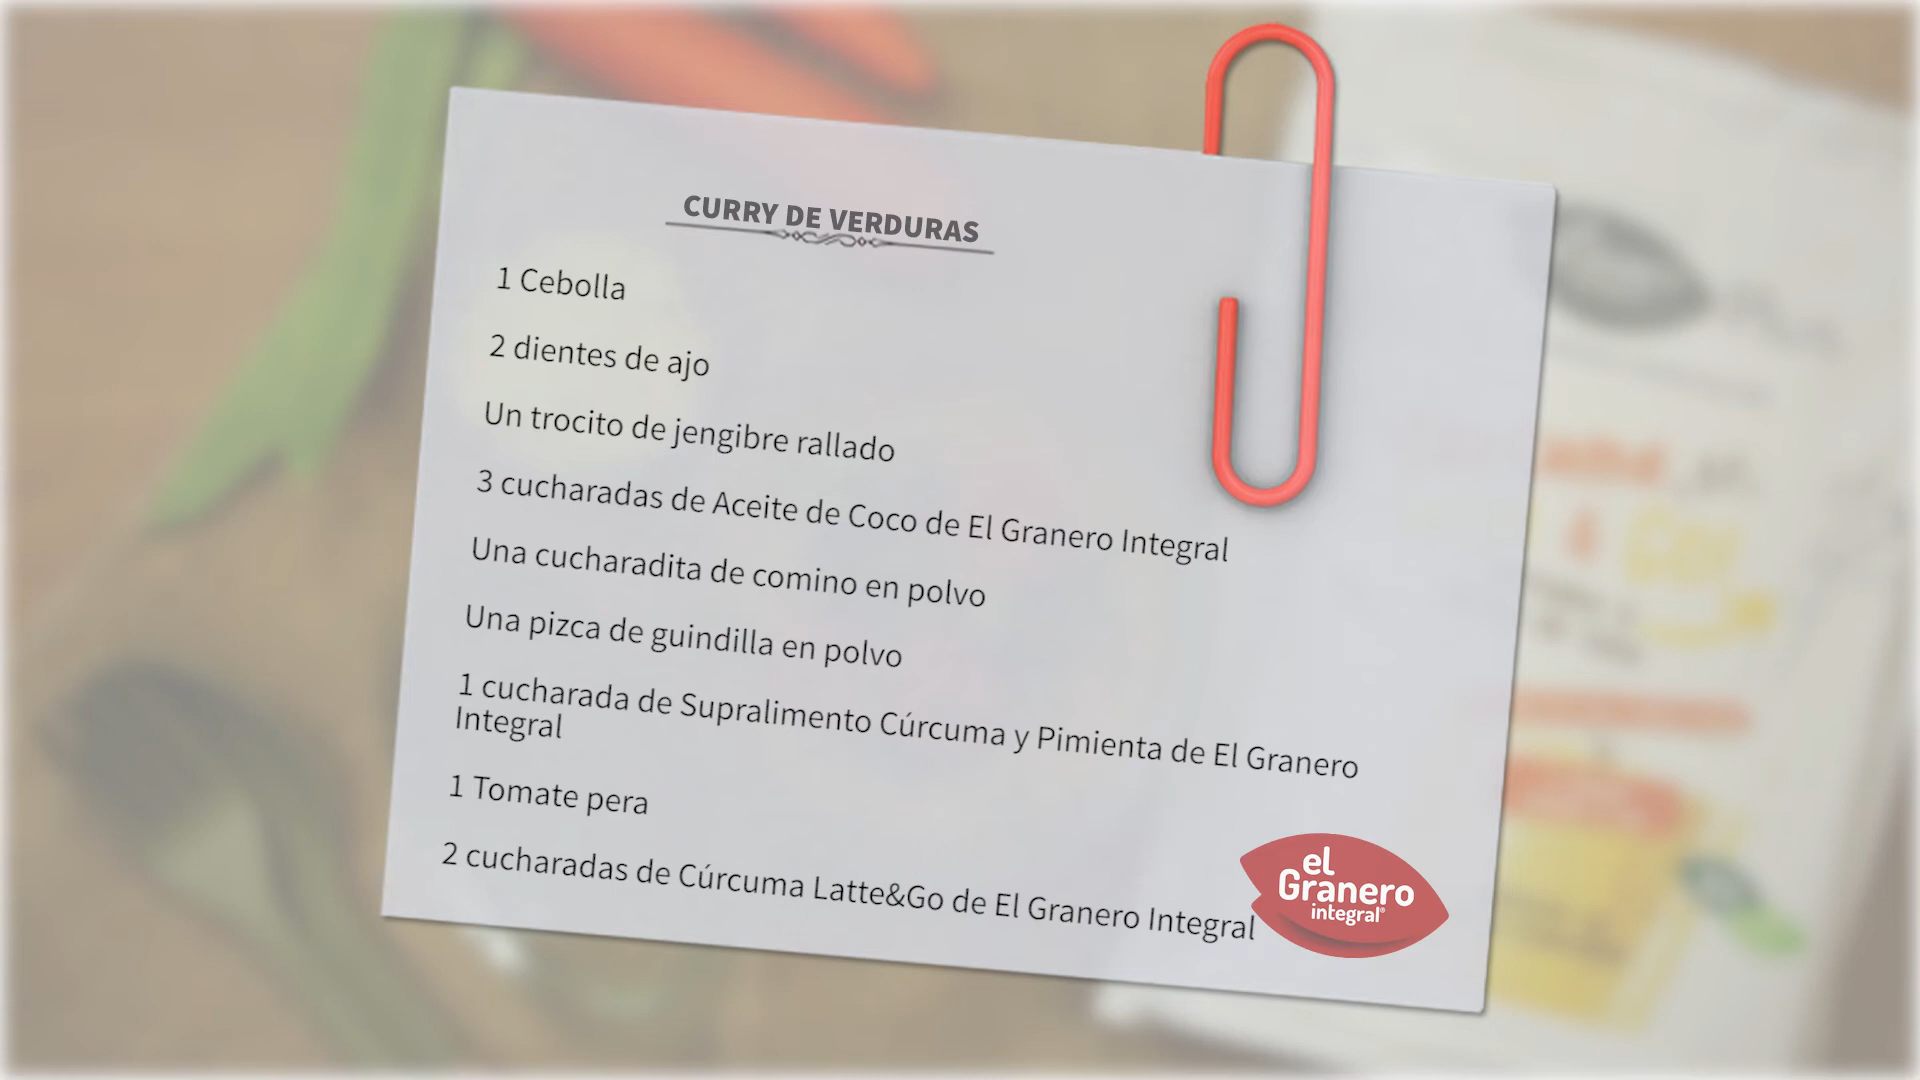 CURRY DE VERDURAS
1 Cebolla
2 dientes de ajo
Un trocito de jengibre rallado
3 cucharadas de Aceite de Coco de El Granero Integral
Una cucharadita de comino en polvo
Una pizca de guindilla en polvo
1 cucharada de Supralimento Cúrcuma y Pimienta de El Granero
Integral
1 Tomate pera
2 cucharadas de Cúrcuma Latte&Go de El Granero Integral
el
Granero
integral®